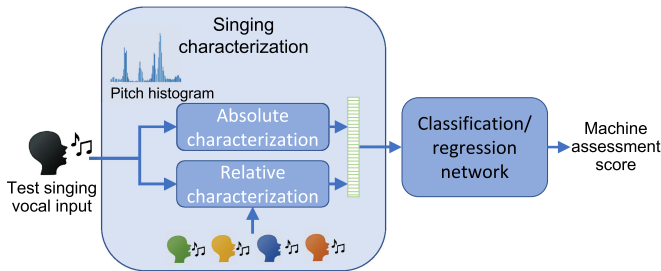 Singing
characterization
Pitch histogram
Absolute
characterization
Relative
characterization
Test singing
vocal input
Classification/
regression
network
Machine
assessment
score